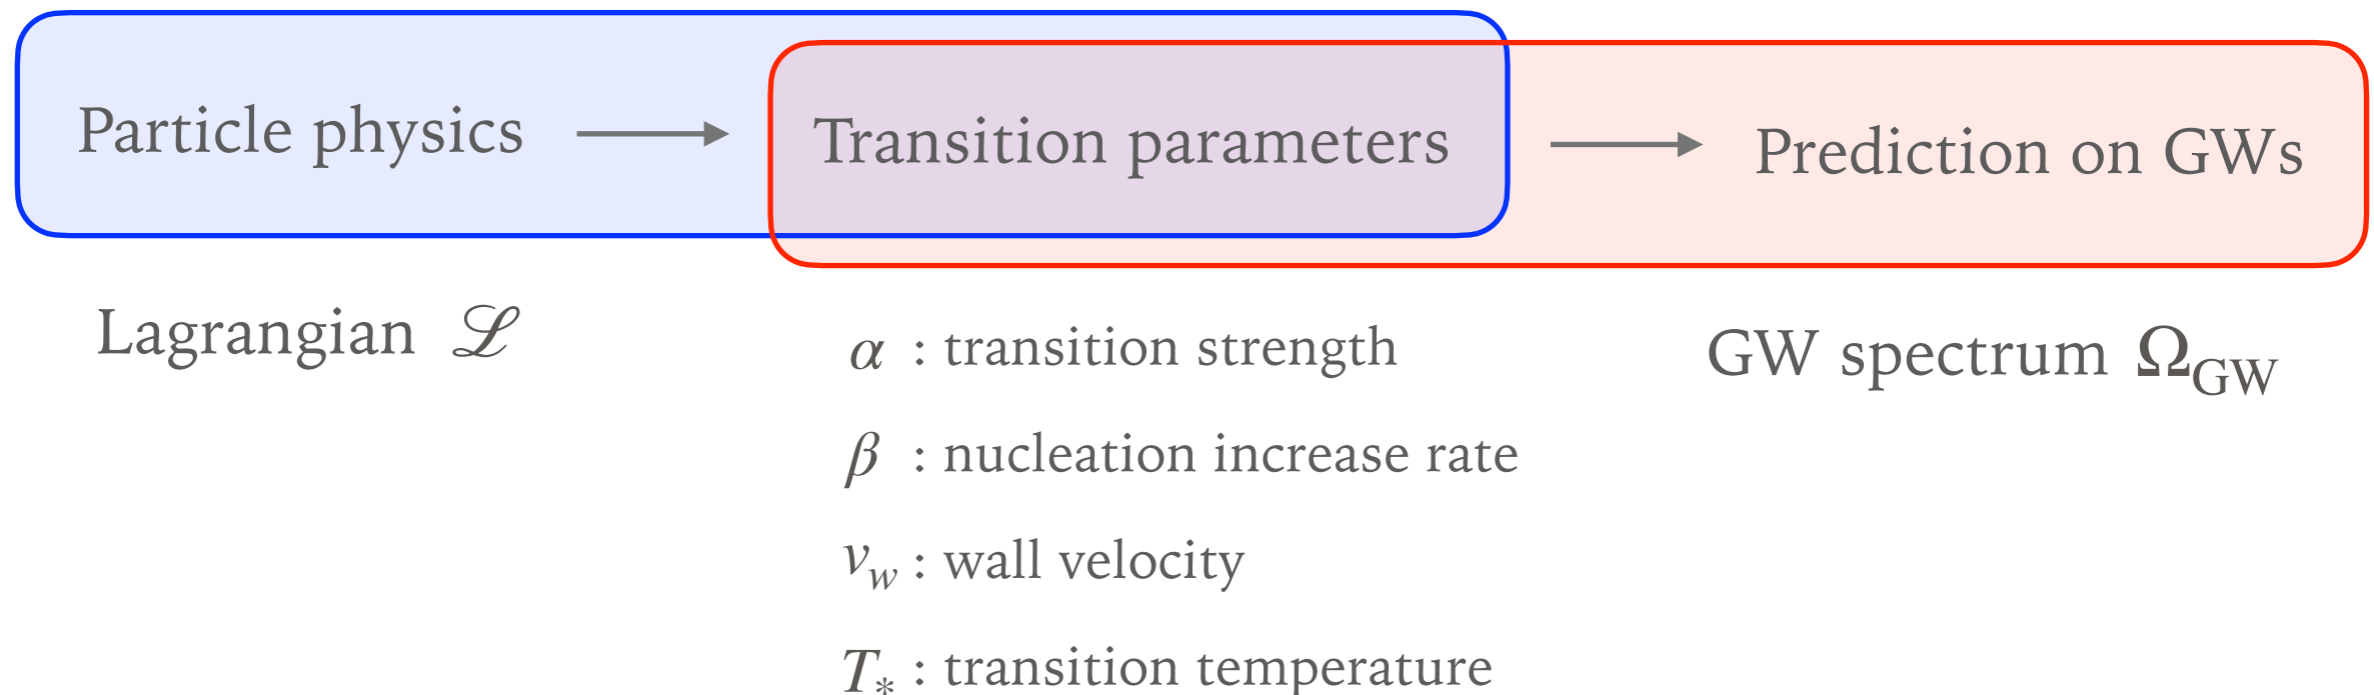 Particle physics
Transition parameters
Prediction on GWs
Lagrangian ℒ
α : transition strength
β : nucleation increase rate
v_w : wall velocity
T_* : transition temperature
GW spectrum Ω_GW